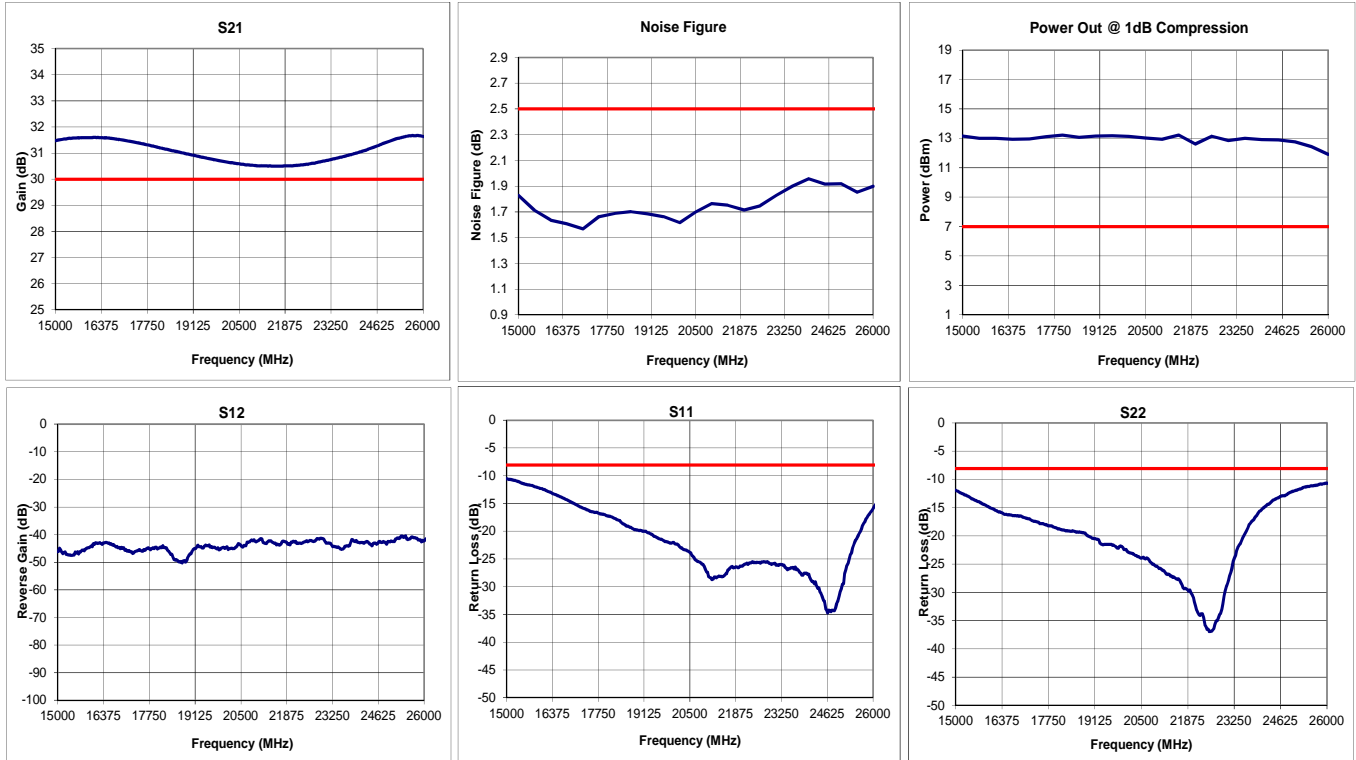 S21
35
34
33
32
31
30
29
28
27
26
25
Gain (dB)
15000 16375 17750 19125 20500 21875 23250 24625 26000
Frequency (MHz)
Noise Figure
2.9
2.7
2.5
2.3
2.1
1.9
1.7
1.5
1.3
1.1
0.9
Noise Figure (dB)
15000 16375 17750 19125 20500 21875 23250 24625 26000
Frequency (MHz)
Power Out @ 1dB Compression
19
17
15
13
11
9
7
5
3
1
Power (dBm)
15000 16375 17750 19125 20500 21875 23250 24625 26000
Frequency (MHz)
S12
0
-10
-20
-30
-40
-50
-60
-70
-80
-90
-100
Reverse Gain (dB)
15000 16375 17750 19125 20500 21875 23250 24625 26000
Frequency (MHz)
S11
0
-5
-10
-15
-20
-25
-30
-35
-40
-45
-50
Return Loss (dB)
15000 16375 17750 19125 20500 21875 23250 24625 26000
Frequency (MHz)
S22
0
-5
-10
-15
-20
-25
-30
-35
-40
-45
-50
Return Loss (dB)
15000 16375 17750 19125 20500 21875 23250 24625 26000
Frequency (MHz)